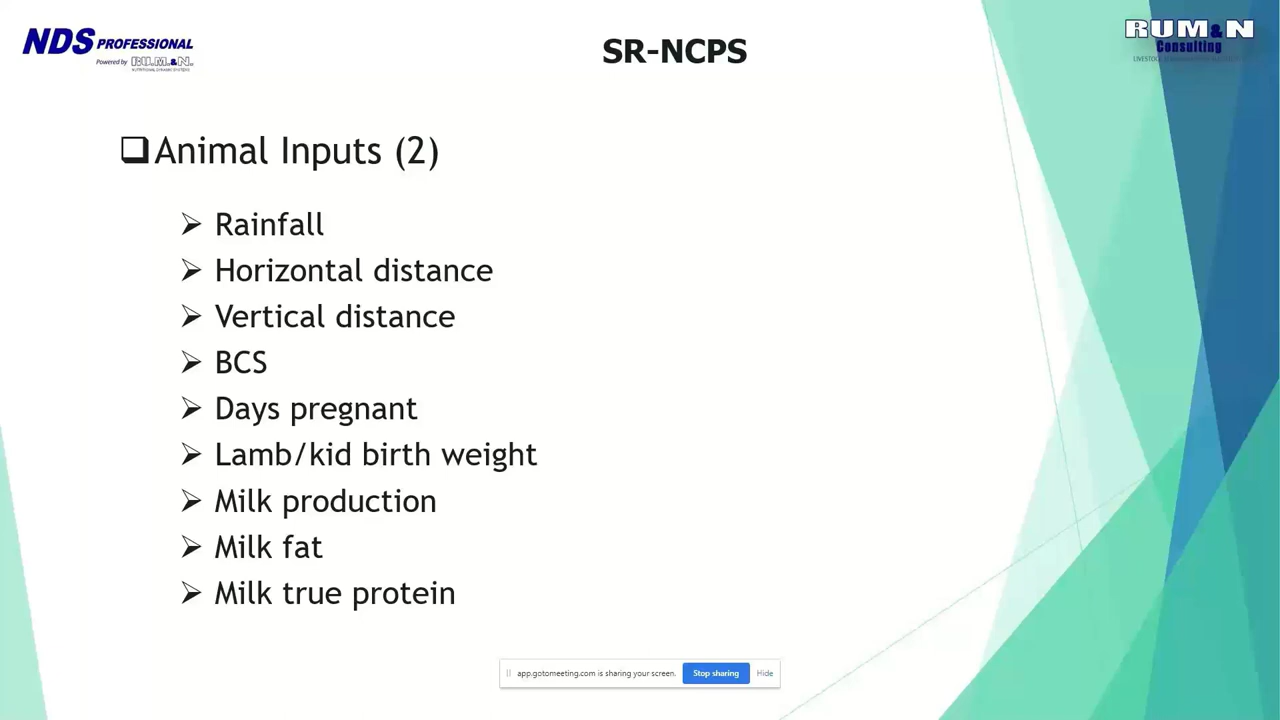 NDS PROFESSIONAL
Powered by RU.M.&N.
NUTRITIONAL DYNAMIC SYSTEMS
SR-NCPS
RUM&N
Consulting
❑Animal Inputs (2)
➢ Rainfall
➢ Horizontal distance
➢ Vertical distance
➢ BCS
➢ Days pregnant
➢ Lamb/kid birth weight
➢ Milk production
➢ Milk fat
➢ Milk true protein
app.gotomeeting.com is sharing your screen. Stop sharing Hide